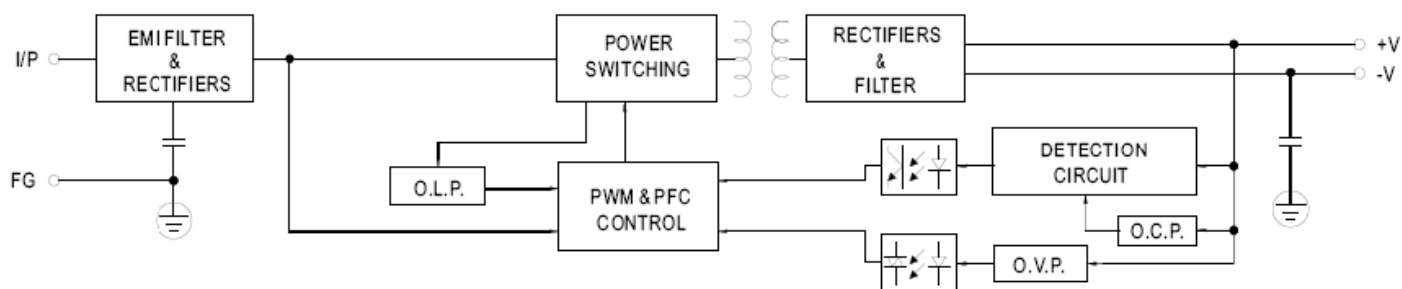 I/P
EMI FILTER
&
RECTIFIERS
POWER
SWITCHING
RECTIFIERS
&
FILTER
+V
-V
FG
O.L.P.
PWM & PFC
CONTROL
DETECTION
CIRCUIT
O.C.P.
O.V.P.